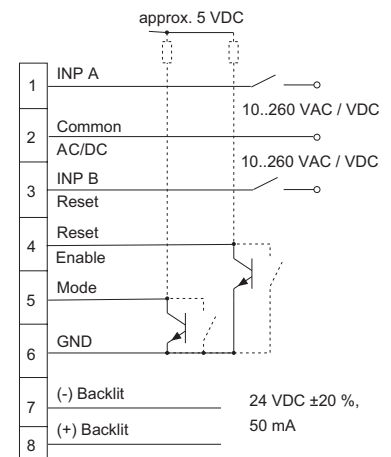 approx. 5 VDC
1 INP A
10..260 VAC / VDC
2 Common
AC/DC
10..260 VAC / VDC
3 INP B
Reset
4 Reset
Enable
5 Mode
6 GND
7 (-) Backlit
24 VDC ±20 %,
50 mA
8 (+) Backlit